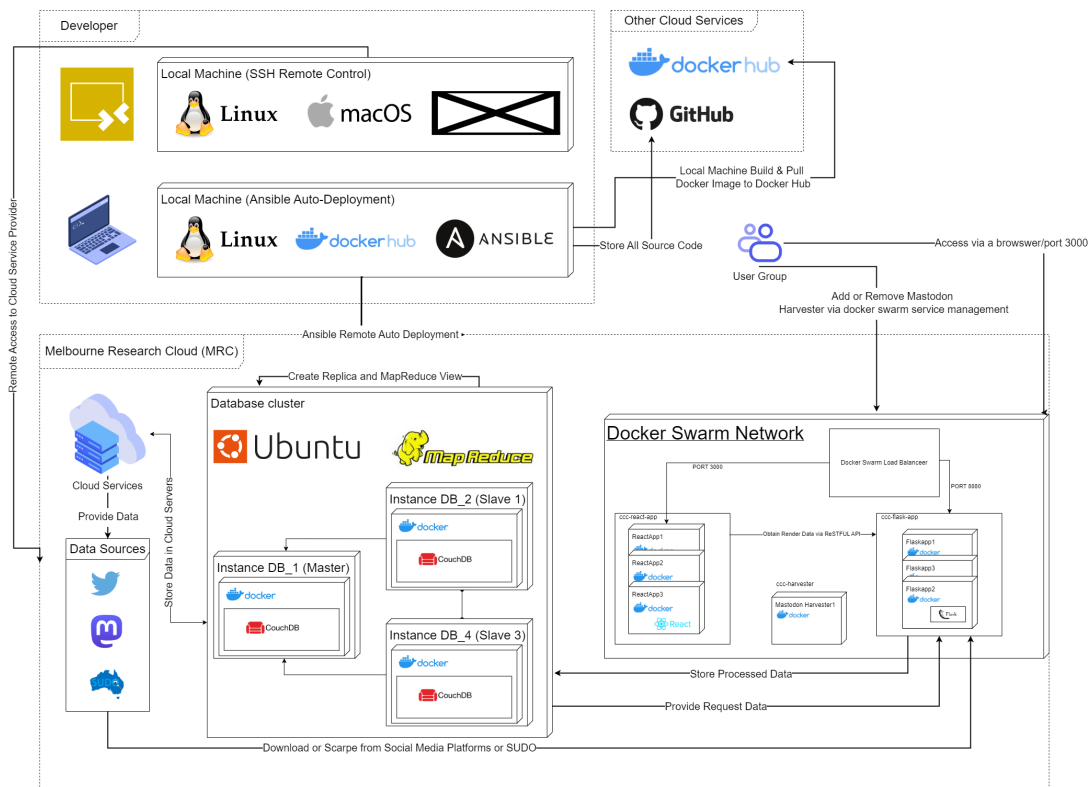 Developer
Local Machine (SSH Remote Control)
Linux
macOS
Local Machine (Ansible Auto-Deployment)
Linux
dockerhub
A ANSIBLE
Other Cloud Services
dockerhub
GitHub
Local Machine Build & Pull
Docker Image to Docker Hub
Store All Source Code
User Group
Access via a browswer/port 3000
Add or Remove Mastodon
Harvester via docker swarm service management
Remote Access to Cloud Service Provider
Ansible Remote Auto Deployment
Melbourne Research Cloud (MRC)
Cloud Services
Provide Data
Data Sources
SUDO
Store Data in Cloud Servers
Create Replica and MapReduce View
Database cluster
Ubuntu
Map Reduce
Instance DB_2 (Slave 1)
docker
CouchDB
Instance DB_1 (Master)
docker
CouchDB
Instance DB_4 (Slave 3)
docker
CouchDB
Docker Swarm Network
Docker Swarm Load Balanceer
PORT 3000
PORT 8080
ccc-react-app
ReactApp1
docker
ReactApp2
docker
ReactApp3
docker
React
Obtain Render Data via ReSTFUL API
ccc-harvester
Mastodon Harvester1
docker
ccc-flask-app
Flaskapp1
docker
Flaskapp3
docker
Flaskapp2
docker
Flask
Store Processed Data
Provide Request Data
Download or Scarpe from Social Media Platforms or SUDO